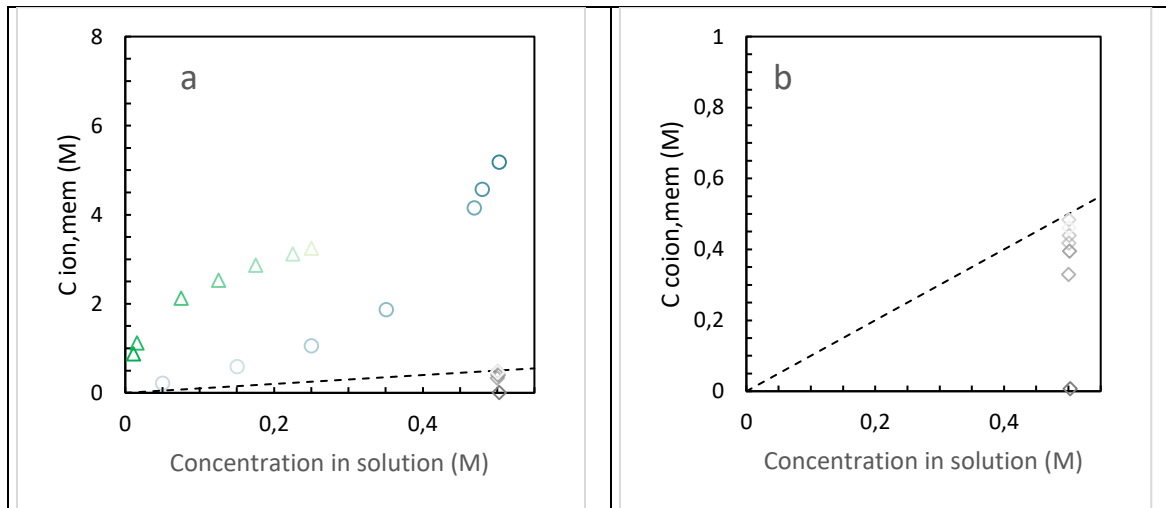 a
C ion,mem (M)
8
6
4
2
0
0
0,2
0,4
Concentration in solution (M)
b
C coion,mem (M)
1
0,8
0,6
0,4
0,2
0
0
0,2
0,4
Concentration in solution (M)